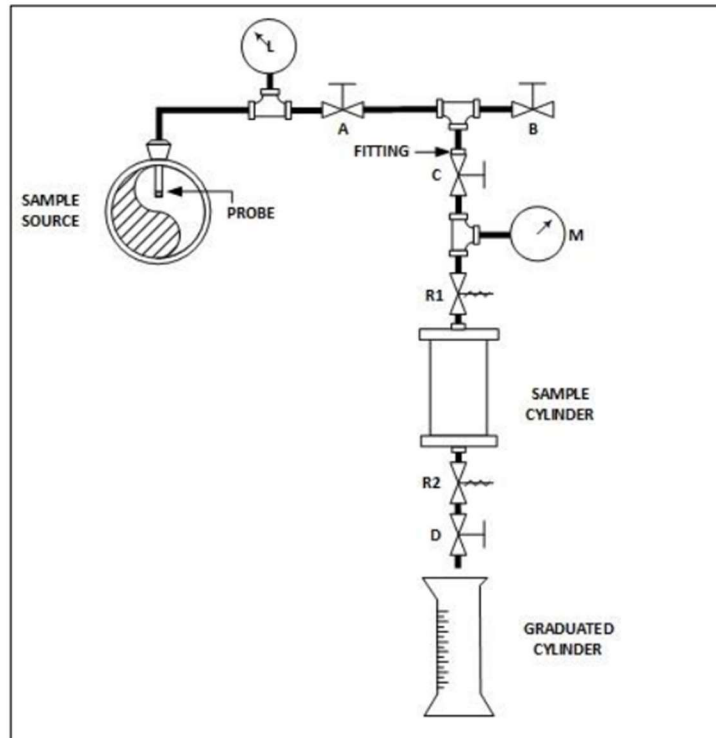 L
A
B
FITTING
C
SAMPLE
SOURCE
PROBE
M
R1
SAMPLE
CYLINDER
R2
D
GRADUATED
CYLINDER